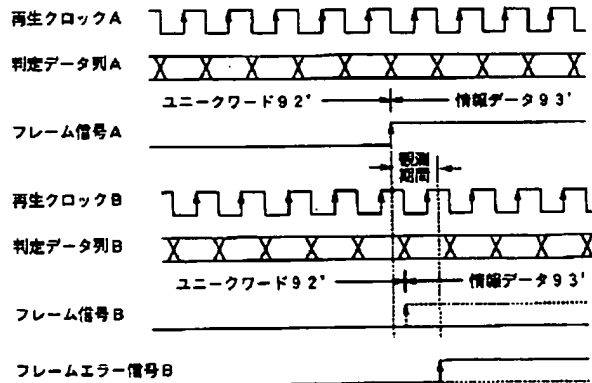 再生クロックA
判定データ列A
ユニークワード92' 情報データ93'
フレーム信号A
観測
期間
再生クロックB
判定データ列B
ユニークワード92' 情報データ93'
フレーム信号B
フレームエラー信号B